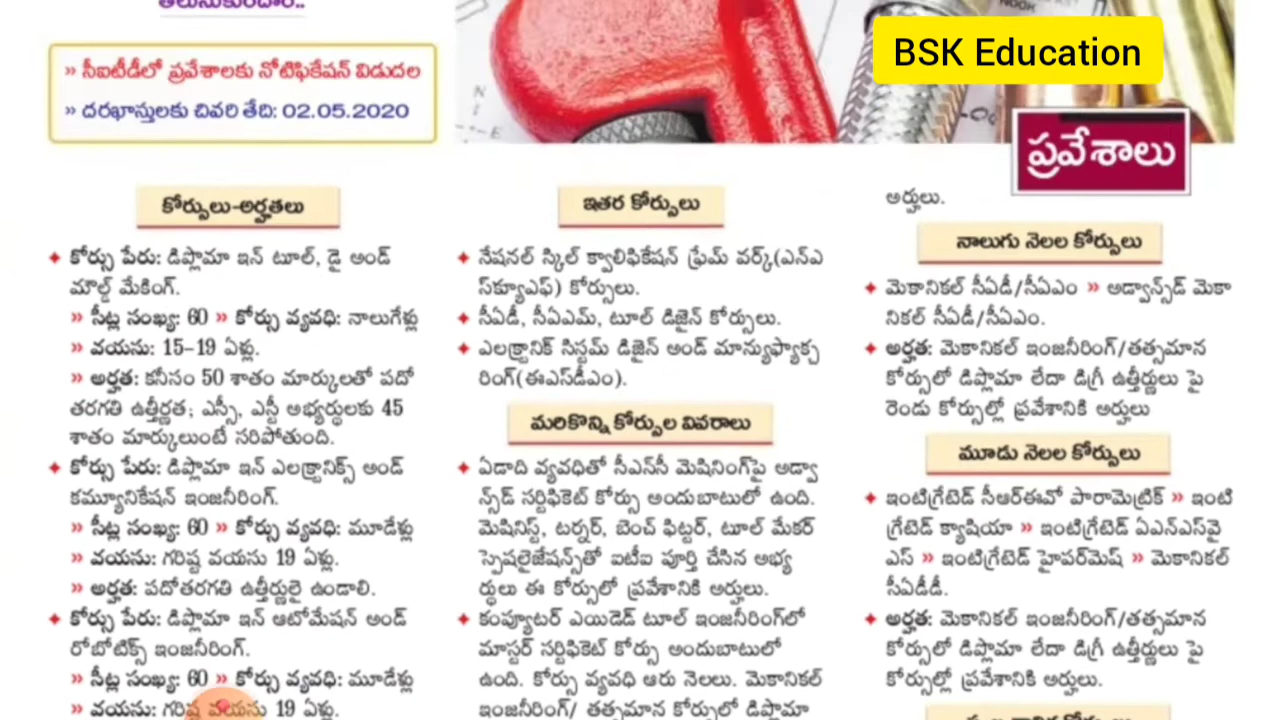 తెలుసుకుందాం..
» సీఐటీడీలో ప్రవేశాలకు నోటిఫికేషన్ విడుదల
» దరఖాస్తులకు చివరి తేది: 02.05.2020
BSK Education
ప్రవేశాలు
కోర్సులు-అర్హతలు
కోర్సు పేరు: డిప్లొమా ఇన్ టూల్, డై అండ్
మౌల్డ్ మేకింగ్.
» సీట్ల సంఖ్య: 60 » కోర్సు వ్యవధి: నాలుగేళ్లు
» వయసు: 15–19 ఏళ్లు.
» అర్హత: కనీసం 50 శాతం మార్కులతో పదో
తరగతి ఉత్తీర్ణత; ఎస్సీ, ఎస్టీ అభ్యర్థులకు 45
శాతం మార్కులుంటే సరిపోతుంది.
కోర్సు పేరు: డిప్లొమా ఇన్ ఎలక్ట్రానిక్స్ అండ్
కమ్యూనికేషన్ ఇంజనీరింగ్.
» సీట్ల సంఖ్య: 60 » కోర్సు వ్యవధి: మూడేళ్లు
» వయసు: గరిష్ట వయసు 19 ఏళ్లు.
» అర్హత: పదోతరగతి ఉత్తీర్ణులై ఉండాలి.
కోర్సు పేరు: డిప్లొమా ఇన్ ఆటోమేషన్ అండ్
రోబోటిక్స్ ఇంజనీరింగ్.
» సీట్ల సంఖ్య: 60 » కోర్సు వ్యవధి: మూడేళ్లు
» వయసు: గరిష్ట వయసు 19 ఏళ్లు.
ఇతర కోర్సులు
నేషనల్ స్కిల్ క్వాలిఫికేషన్ ఫ్రేమ్ వర్క్(ఎన్ఎ
స్‌క్యూఎఫ్) కోర్సులు.
సీఏడీ, సీఏఎమ్, టూల్ డిజైన్ కోర్సులు.
ఎలక్ట్రానిక్ సిస్టమ్ డిజైన్ అండ్ మాన్యుఫ్యాక్చ
రింగ్(ఈఎస్‌డీఎం).
మరికొన్ని కోర్సుల వివరాలు
ఏడాది వ్యవధితో సీఎన్‌సీ మెషినింగ్‌పై అడ్వా
న్స్‌డ్ సర్టిఫికెట్ కోర్సు అందుబాటులో ఉంది.
మెషినిస్ట్, టర్నర్, బెంచ్ ఫిట్టర్, టూల్ మేకర్
స్పెషలైజేషన్స్‌తో ఐటీఐ పూర్తి చేసిన అభ్య
ర్థులు ఈ కోర్సులో ప్రవేశానికి అర్హులు.
కంప్యూటర్ ఎయిడెడ్ టూల్ ఇంజనీరింగ్‌లో
మాస్టర్ సర్టిఫికెట్ కోర్సు అందుబాటులో
ఉంది. కోర్సు వ్యవధి ఆరు నెలలు. మెకానికల్
ఇంజనీరింగ్/ తత్సమాన కోర్సులో డిప్లొమా
అర్హులు.
నాలుగు నెలల కోర్సులు
మెకానికల్ సీఏడీ/సీఏఎం » అడ్వాన్స్‌డ్ మెకా
నికల్ సీఏడీ/సీఏఎం.
అర్హత: మెకానికల్ ఇంజనీరింగ్/తత్సమాన
కోర్సులో డిప్లొమా లేదా డిగ్రీ ఉత్తీర్ణులు పై
రెండు కోర్సుల్లో ప్రవేశానికి అర్హులు
మూడు నెలల కోర్సులు
ఇంటిగ్రేటెడ్ సీఆర్ఈవో పారామెట్రిక్ » ఇంటి
గ్రేటెడ్ క్యాషియా » ఇంటిగ్రేటెడ్ ఏఎన్ఎస్‌వై
ఎస్ » ఇంటిగ్రేటెడ్ హైపర్‌మెష్ » మెకానికల్
సీఏడీడీ.
అర్హత: మెకానికల్ ఇంజనీరింగ్/తత్సమాన
కోర్సులో డిప్లొమా లేదా డిగ్రీ ఉత్తీర్ణులు పై
కోర్సుల్లో ప్రవేశానికి అర్హులు.